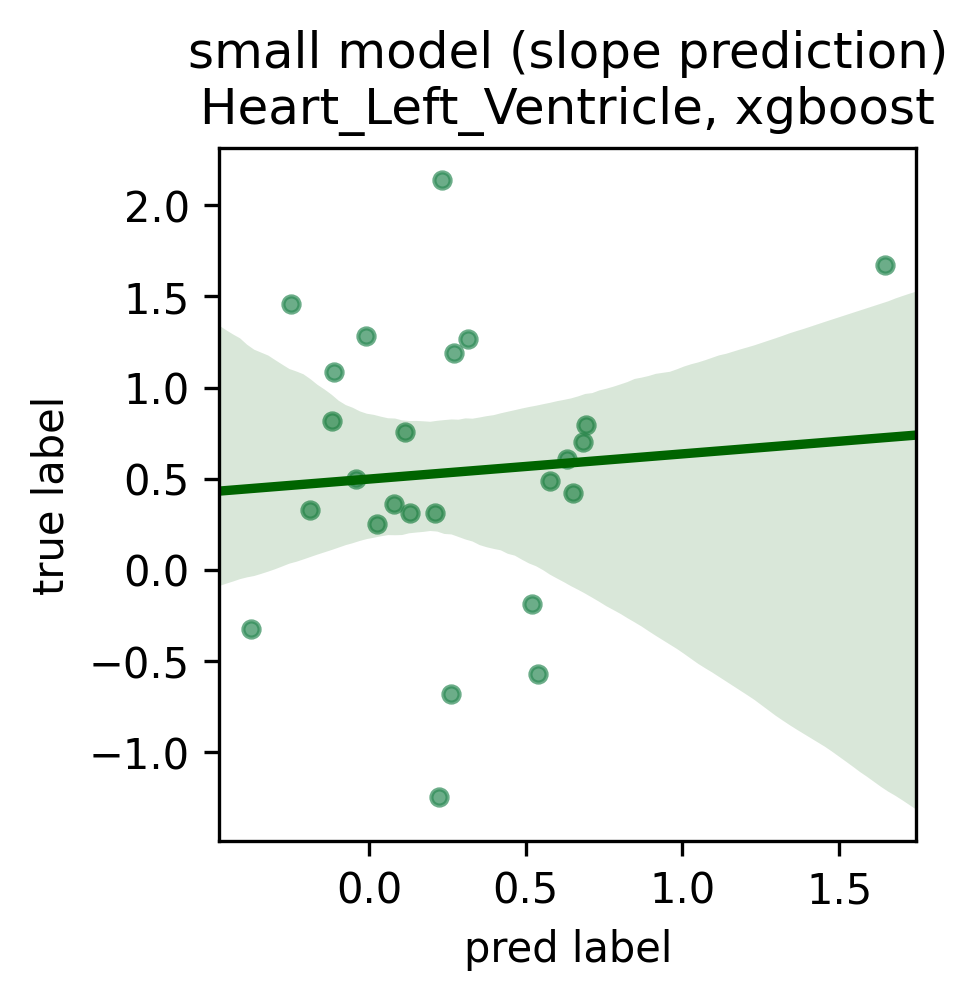 small model (slope prediction)
Heart_Left_Ventricle, xgboost
2.0
1.5
1.0
0.5
0.0
−0.5
−1.0
true label
0.0 0.5 1.0 1.5
pred label